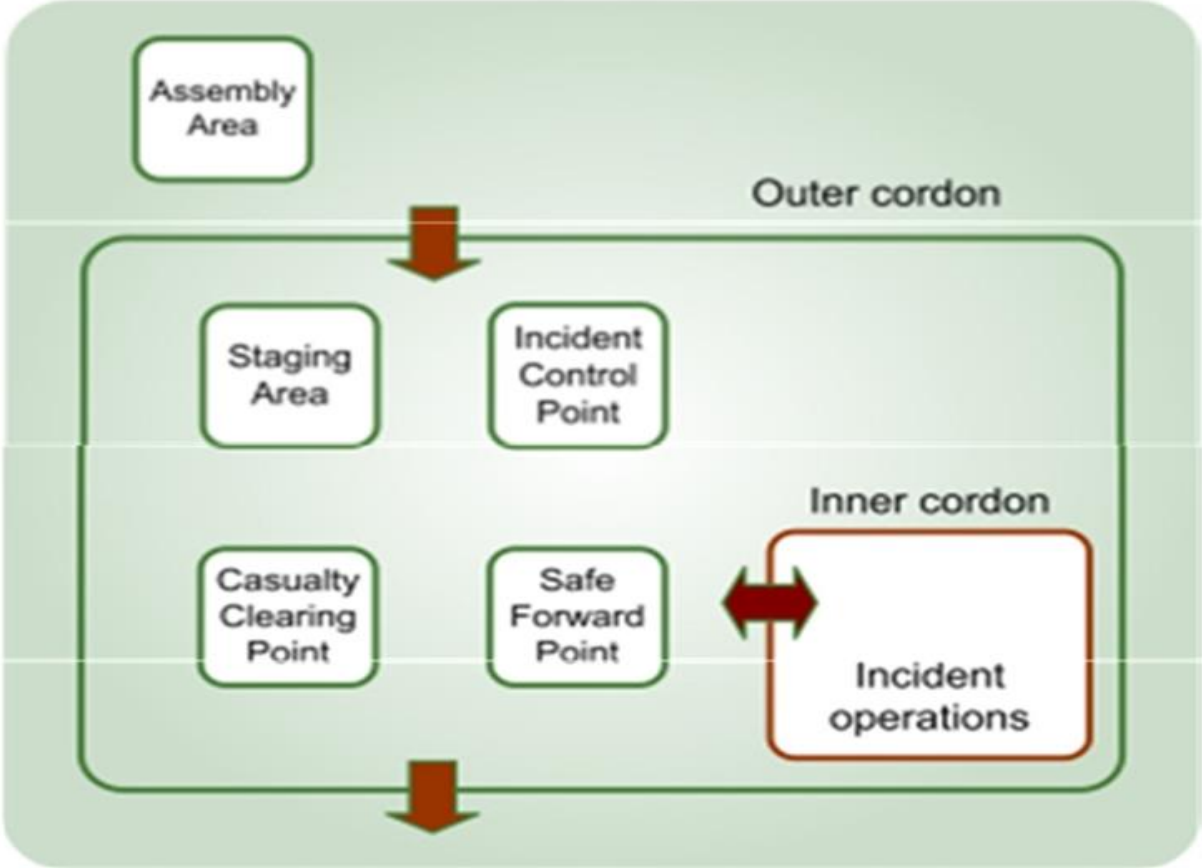 Assembly
Area
Outer cordon
Staging
Area
Incident
Control
Point
Inner cordon
Casualty
Clearing
Point
Safe
Forward
Point
Incident
operations